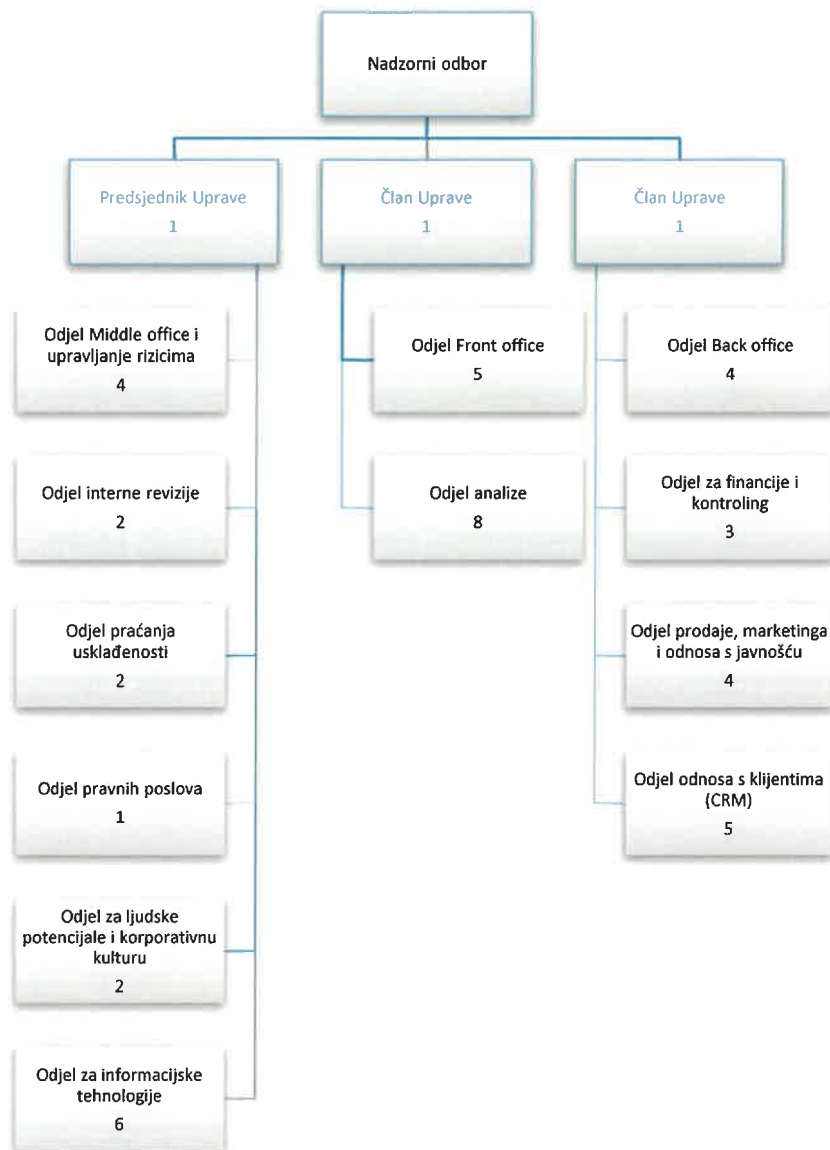 Nadzorni odbor
Predsjednik Uprave
1
Član Uprave
1
Član Uprave
1
Odjel Middle office i
upravljanje rizicima
4
Odjel interne revizije
2
Odjel praćanja
usklađenosti
2
Odjel pravnih poslova
1
Odjel za ljudske
potencijale i korporativnu
kulturu
2
Odjel za informacijske
tehnologije
6
Odjel Front office
5
Odjel analize
8
Odjel Back office
4
Odjel za financije i
kontroling
3
Odjel prodaje, marketinga
i odnosa s javnošću
4
Odjel odnosa s klijentima
(CRM)
5